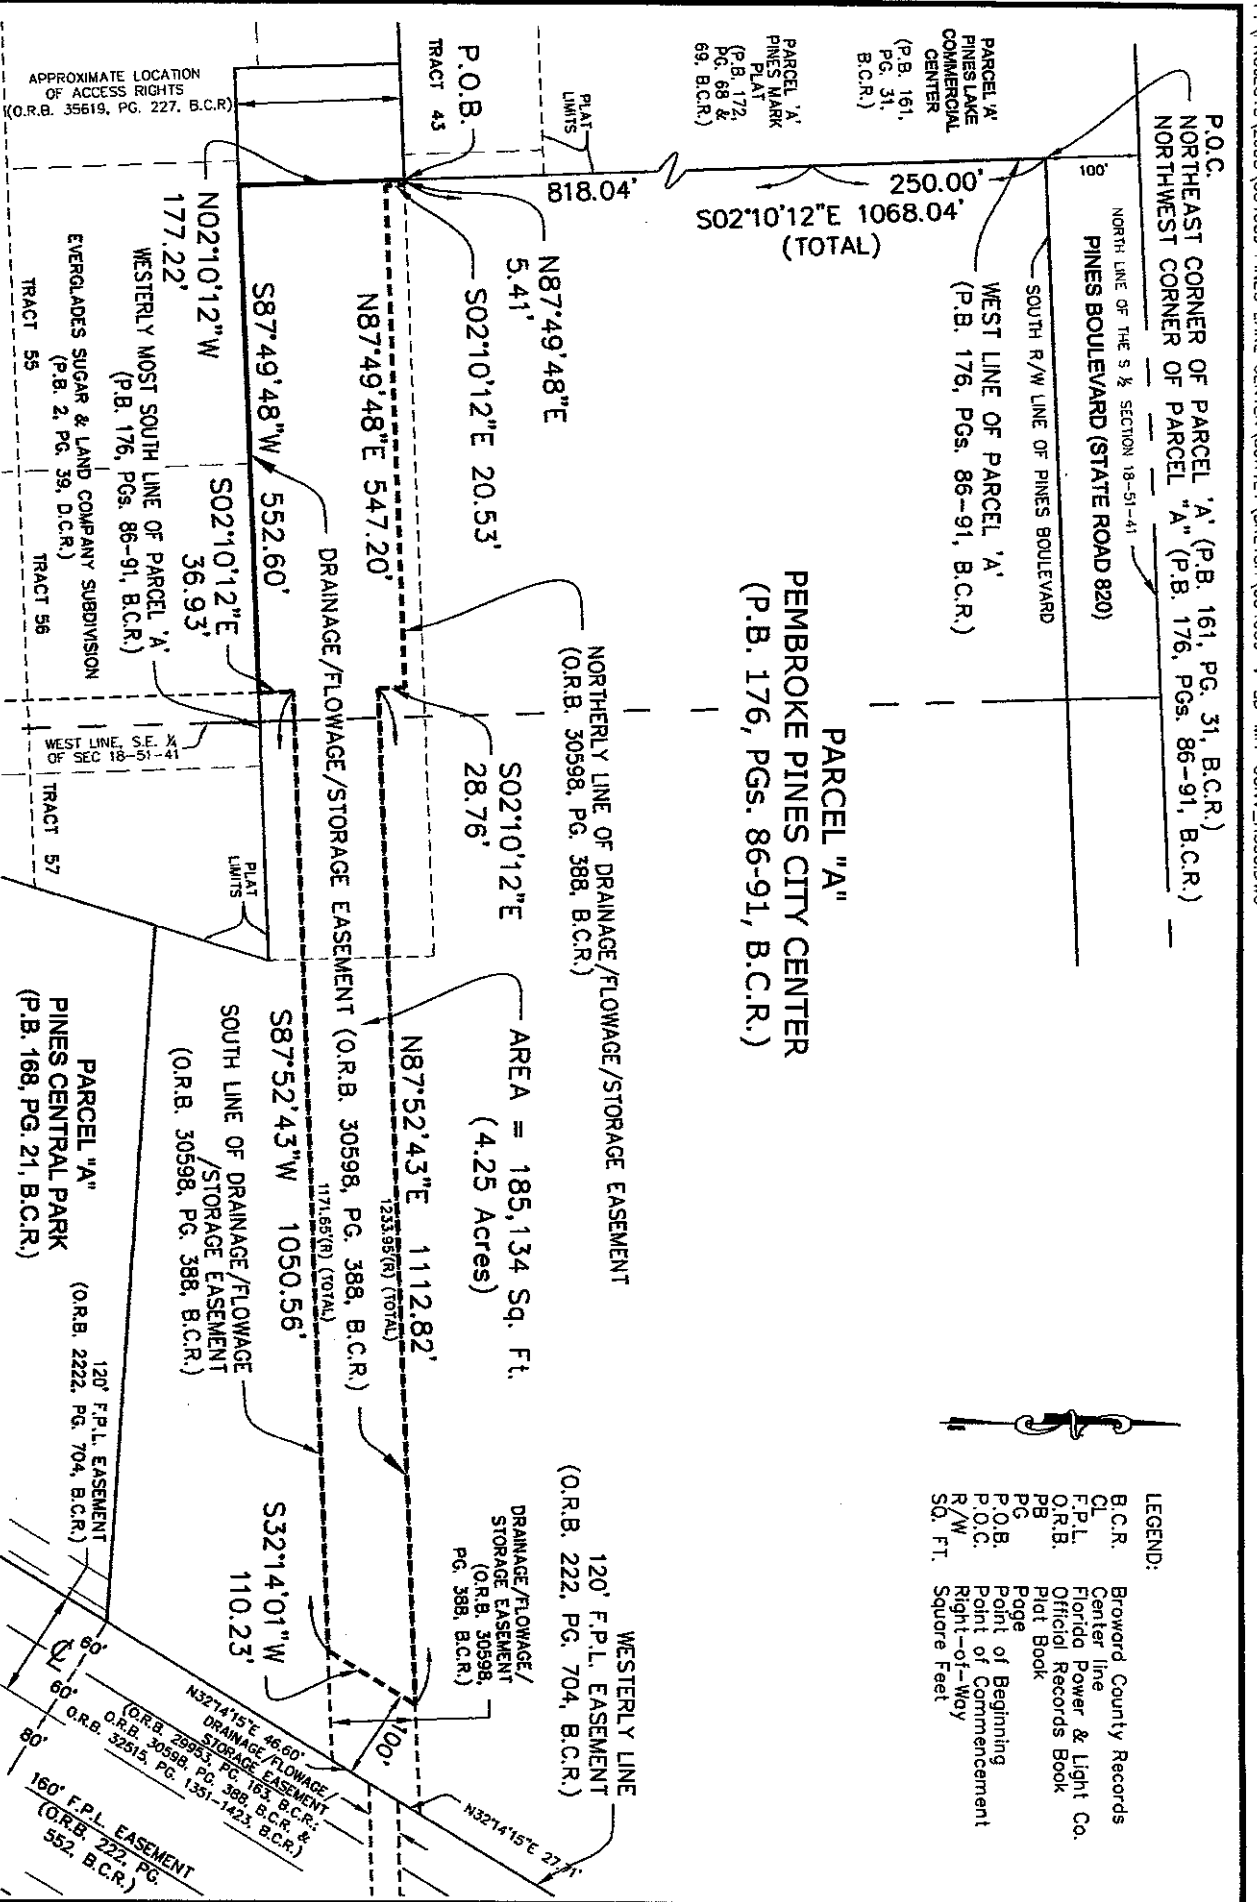 P.O.C.
NORTHEAST CORNER OF PARCEL 'A' (P.B. 161, PG. 31, B.C.R.)
NORTHWEST CORNER OF PARCEL "A" (P.B. 176, PGs. 86-91, B.C.R.)
NORTH LINE OF THE S ½ SECTION 18-51-41
PINES BOULEVARD (STATE ROAD 820)
100'
SOUTH R/W LINE OF PINES BOULEVARD
WEST LINE OF PARCEL 'A'
(P.B. 176, PGs. 86-91, B.C.R.)
PARCEL 'A'
PINES LAKE
COMMERCIAL
CENTER
(P.B. 161,
PG. 31,
B.C.R.)
250.00'
S02°10'12"E 1068.04'
(TOTAL)
PARCEL 'A'
PINES MARK
PLAT
(P.B. 172,
PG. 68 &
69, B.C.R.)
PLAT
LIMITS
818.04'
PARCEL "A"
PEMBROKE PINES CITY CENTER
(P.B. 176, PGs. 86-91, B.C.R.)
LEGEND:
B.C.R. Broward County Records
CL Center line
F.P.L. Florida Power & Light Co.
O.R.B. Official Records Book
PB Plat Book
PG Page
P.O.B. Point of Beginning
P.O.C. Point of Commencement
R/W Right-of-Way
SQ. FT. Square Feet
P.O.B.
TRACT 43
N87°49'48"E
5.41'
S02°10'12"E 20.53'
N87°49'48"E 547.20'
NORTHERLY LINE OF DRAINAGE/FLOWAGE/STORAGE EASEMENT
(O.R.B. 30598, PG. 388, B.C.R.)
S02°10'12"E
28.76'
AREA = 185,134 Sq. Ft.
(4.25 Acres)
N87°52'43"E 1112.82'
1233.95'(R) (TOTAL)
WESTERLY LINE
120' F.P.L. EASEMENT
(O.R.B. 222, PG. 704, B.C.R.)
DRAINAGE/FLOWAGE/
STORAGE EASEMENT
(O.R.B. 30598,
PG. 388, B.C.R.)
DRAINAGE/FLOWAGE/STORAGE EASEMENT (O.R.B. 30598, PG. 388, B.C.R.)
1171.65'(R) (TOTAL)
S87°52'43"W 1050.56'
SOUTH LINE OF DRAINAGE/FLOWAGE
/STORAGE EASEMENT
(O.R.B. 30598, PG. 388, B.C.R.)
S32°14'01"W
110.23'
100'
N32°14'15"E 27.71'
APPROXIMATE LOCATION
OF ACCESS RIGHTS
(O.R.B. 35619, PG. 227, B.C.R)
N02°10'12"W
177.22'
S87°49'48"W 552.60'
S02°10'12"E
36.93'
WESTERLY MOST SOUTH LINE OF PARCEL 'A'
(P.B. 176, PGs. 86-91, B.C.R.)
EVERGLADES SUGAR & LAND COMPANY SUBDIVISION
(P.B. 2, PG. 39, D.C.R.)
TRACT 55
TRACT 56
WEST LINE, S.E. ¼
OF SEC 18-51-41
TRACT 57
PLAT
LIMITS
PARCEL "A"
PINES CENTRAL PARK
(P.B. 168, PG. 21, B.C.R.)
120' F.P.L. EASEMENT
(O.R.B. 2222, PG. 704, B.C.R.)
60'
60'
80'
N32°14'15"E 46.60'
DRAINAGE/FLOWAGE/
STORAGE EASEMENT
(O.R.B. 29953, PG. 163, B.C.R.;
O.R.B. 30598, PG. 388, B.C.R. &
O.R.B. 32515, PG. 1351-1423, B.C.R.)
160' F.P.L. EASEMENT
(O.R.B. 222, PG.
552, B.C.R.)